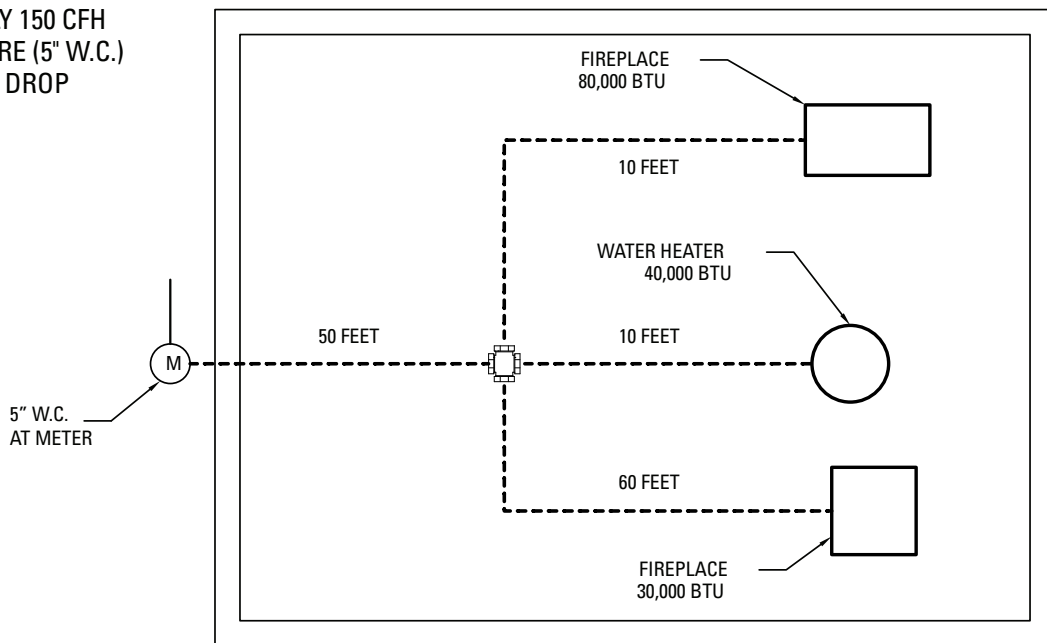 Y 150 CFH
RE (5" W.C.)
DROP
FIREPLACE
80,000 BTU
10 FEET
WATER HEATER
40,000 BTU
50 FEET
10 FEET
M
5” W.C.
AT METER
60 FEET
FIREPLACE
30,000 BTU